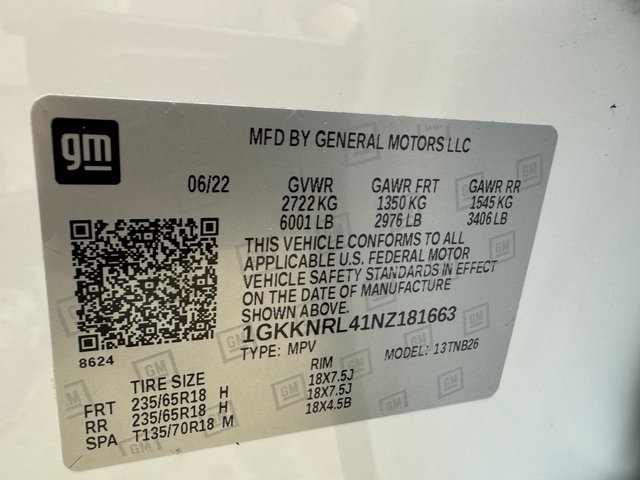 gm
MFD BY GENERAL MOTORS LLC
06/22 GVWR GAWR FRT GAWR RR
2722 KG 1350 KG 1545 KG
6001 LB 2976 LB 3406 LB
THIS VEHICLE CONFORMS TO ALL
APPLICABLE U.S. FEDERAL MOTOR
VEHICLE SAFETY STANDARDS IN EFFECT
ON THE DATE OF MANUFACTURE
SHOWN ABOVE.
1GKKNRL41NZ181663
8624
TYPE: MPV MODEL: 13TNB26
TIRE SIZE RIM
FRT 235/65R18 H 18X7.5J
RR 235/65R18 H 18X7.5J
SPA T135/70R18 M 18X4.5B